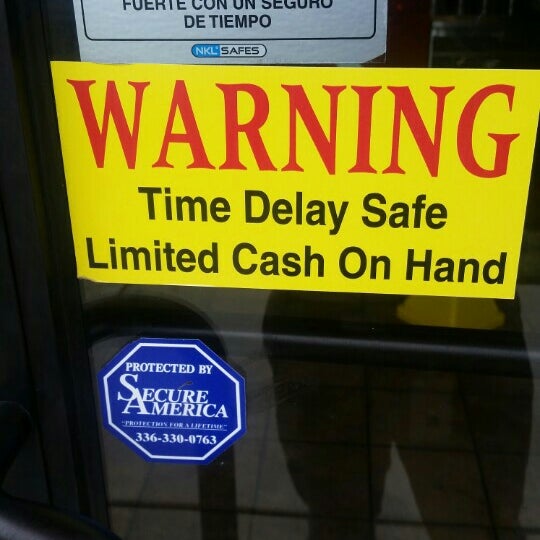 FUERTE CON UN SEGURO
DE TIEMPO
NKL SAFES
WARNING
Time Delay Safe
Limited Cash On Hand
PROTECTED BY
SECURE
AMERICA
"PROTECTION FOR A LIFETIME"
336-330-0763